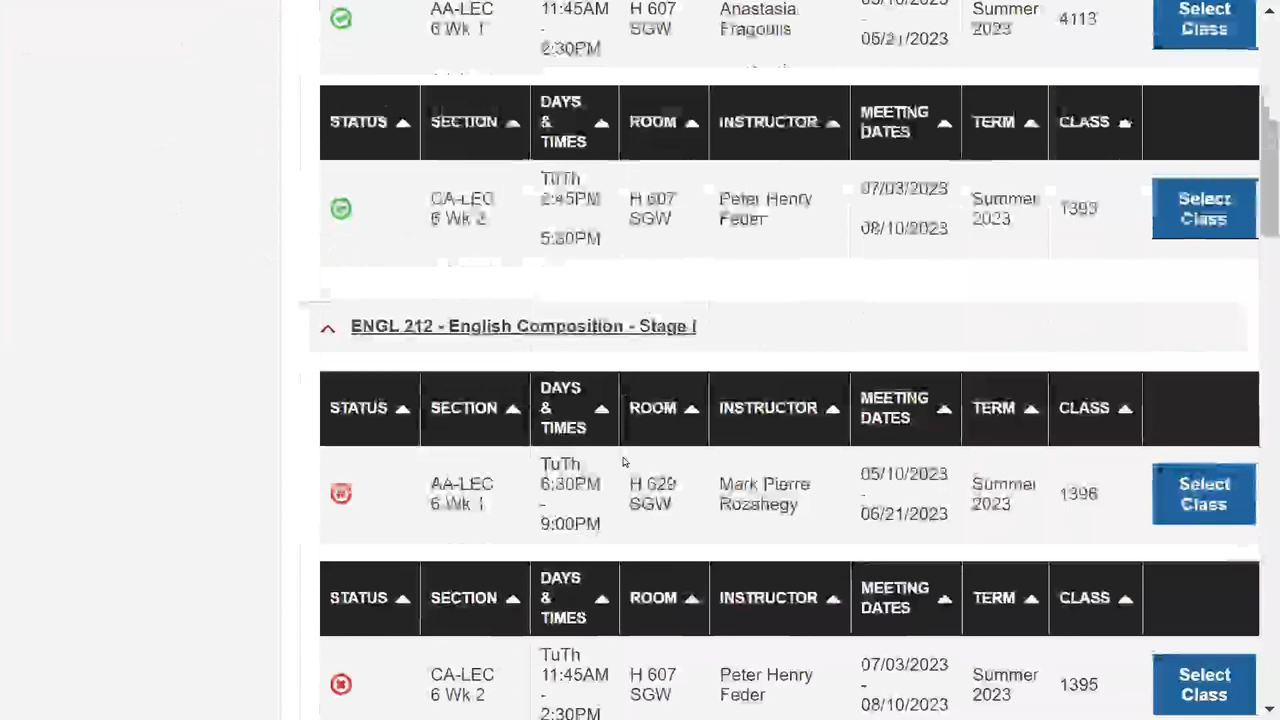 AA-LEC
6 Wk 1
11:45AM
-
2:30PM
H 607
SGW
Anastasia
Fragoulis
06/21/2023
Summer
2023
4113
Select
Class
STATUS SECTION DAYS & TIMES ROOM INSTRUCTOR MEETING DATES TERM CLASS
CA-LEC
6 Wk 2
TuTh
2:45PM
-
5:30PM
H 607
SGW
Peter Henry
Feder
07/03/2023
08/10/2023
Summer
2023
1393
Select
Class
ENGL 212 - English Composition - Stage I
STATUS SECTION DAYS & TIMES ROOM INSTRUCTOR MEETING DATES TERM CLASS
AA-LEC
6 Wk 1
TuTh
6:30PM
-
9:00PM
H 629
SGW
Mark Pierre
Rozahegy
05/10/2023
-
06/21/2023
Summer
2023
1396
Select
Class
STATUS SECTION DAYS & TIMES ROOM INSTRUCTOR MEETING DATES TERM CLASS
CA-LEC
6 Wk 2
TuTh
11:45AM
-
2:30PM
H 607
SGW
Peter Henry
Feder
07/03/2023
-
08/10/2023
Summer
2023
1395
Select
Class